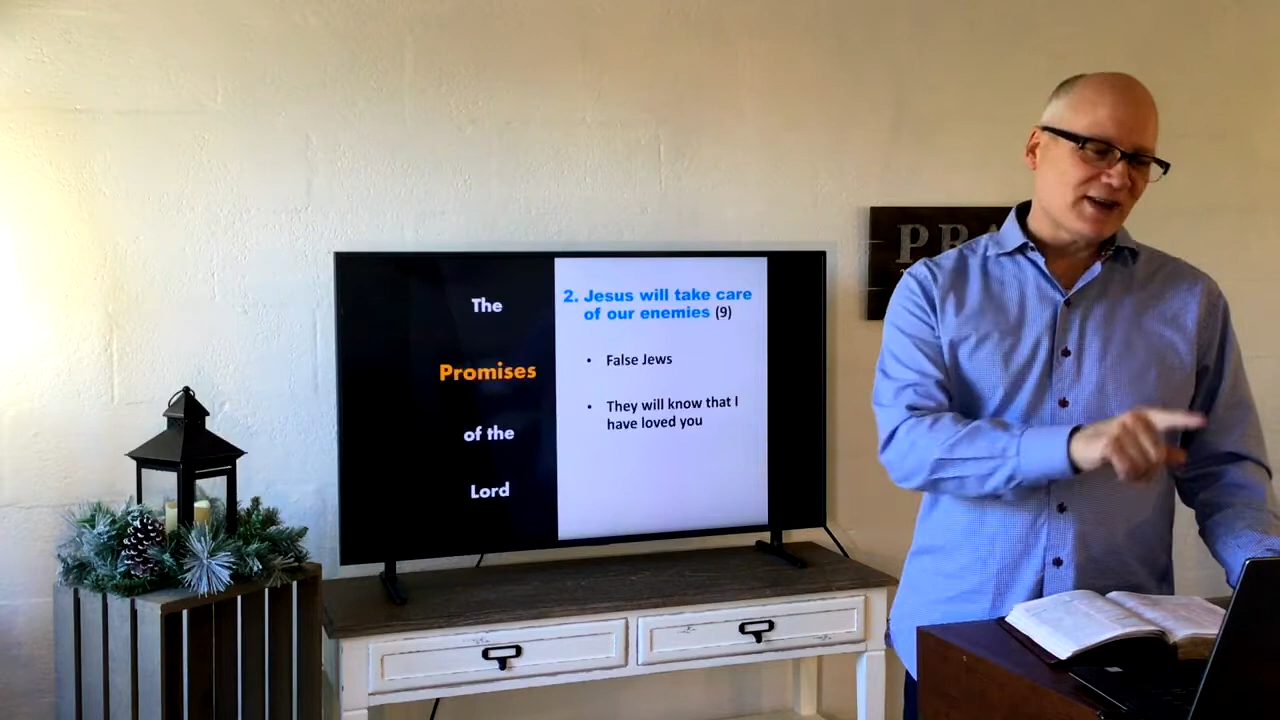 The
Promises
of the
Lord
2. Jesus will take care
of our enemies (9)
• False Jews
• They will know that I
have loved you